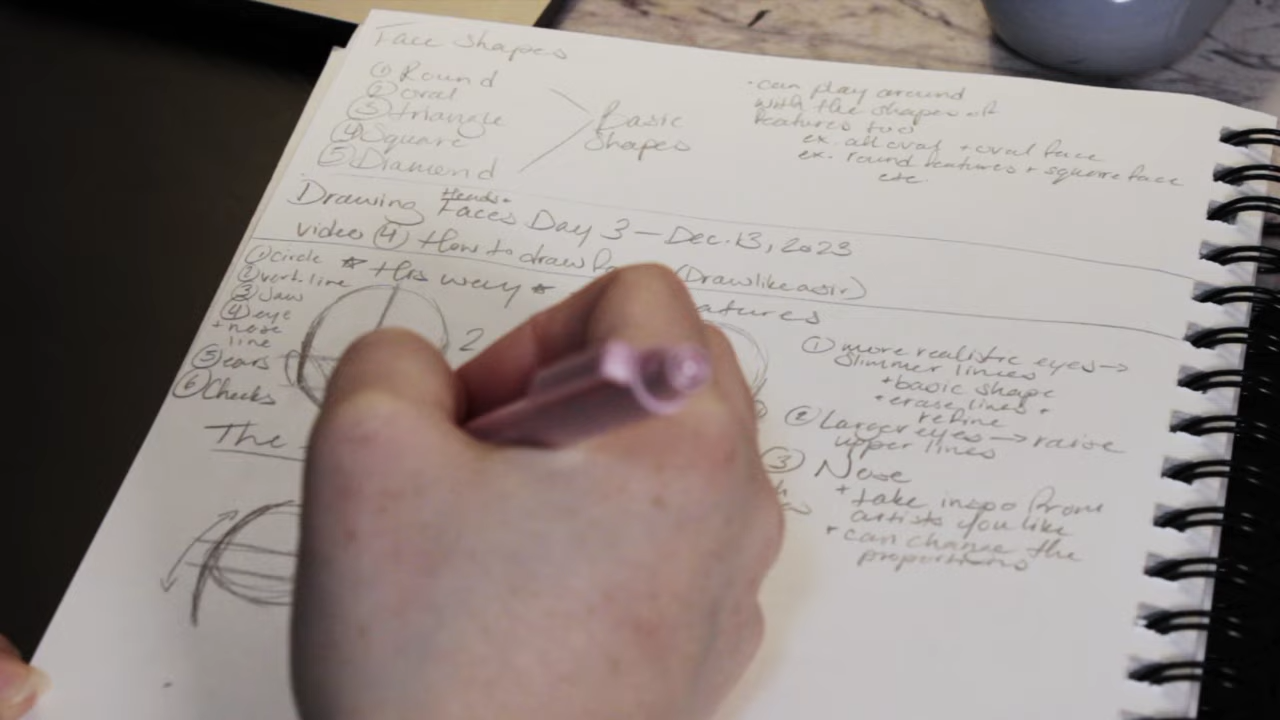 Face Shapes
① Round
② oval
③ triangle
④ Square
⑤ Diamond
Basic
Shapes
• can play around
with the shapes of
features too
ex. all oval + oval face
ex. round features + square face
etc.
Heads +
Drawing Faces Day 3 — Dec. 13, 2023
video ④ How to draw (Drawlikeasir)
① circle
② vert. line
③ Jaw
④ eye
+ nose
line
⑤ ears
⑥ Cheeks
☆ this way ☆
2
The
atures
① more realistic eyes →
slimmer lines
+ basic shape
+ erase lines +
refine
② Larger eyes → raise
upper lines
③ Nose
+ take inspo from
artists you like
+ can change the
proportions